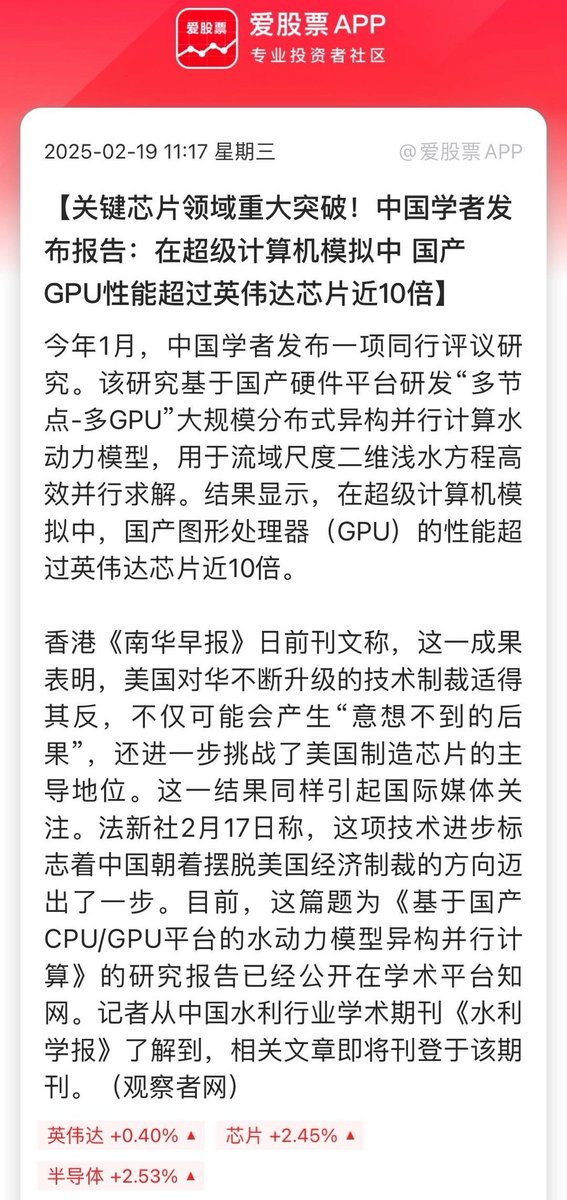 爱股票
爱股票APP
专业投资者社区
2025-02-19 11:17 星期三
@爱股票APP
【关键芯片领域重大突破！中国学者发
布报告：在超级计算机模拟中 国产
GPU性能超过英伟达芯片近10倍】
今年1月，中国学者发布一项同行评议研
究。该研究基于国产硬件平台研发“多节
点-多GPU”大规模分布式异构并行计算水
动力模型，用于流域尺度二维浅水方程高
效并行求解。结果显示，在超级计算机模
拟中，国产图形处理器（GPU）的性能超
过英伟达芯片近10倍。
香港《南华早报》日前刊文称，这一成果
表明，美国对华不断升级的技术制裁适得
其反，不仅可能会产生“意想不到的后
果”，还进一步挑战了美国制造芯片的主
导地位。这一结果同样引起国际媒体关
注。法新社2月17日称，这项技术进步标
志着中国朝着摆脱美国经济制裁的方向迈
出了一步。目前，这篇题为《基于国产
CPU/GPU平台的水动力模型异构并行计
算》的研究报告已经公开在学术平台知
网。记者从中国水利行业学术期刊《水利
学报》了解到，相关文章即将刊登于该期
刊。（观察者网）
英伟达 +0.40% ▲
芯片 +2.45% ▲
半导体 +2.53% ▲